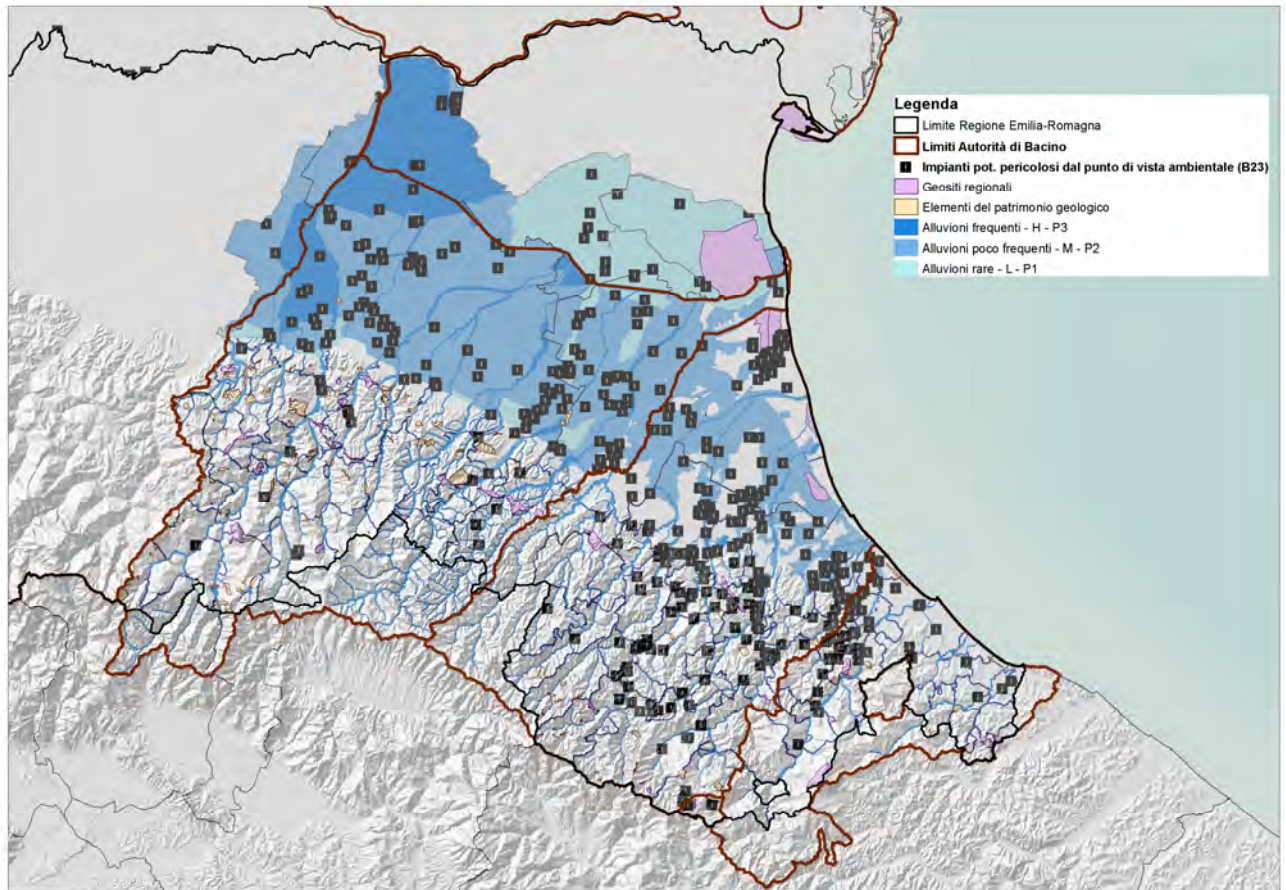 Legenda
Limite Regione Emilia-Romagna
Limiti Autorità di Bacino
Impianti pot. pericolosi dal punto di vista ambientale (B23)
Geositi regionali
Elementi del patrimonio geologico
Alluvioni frequenti - H - P3
Alluvioni poco frequenti - M - P2
Alluvioni rare - L - P1